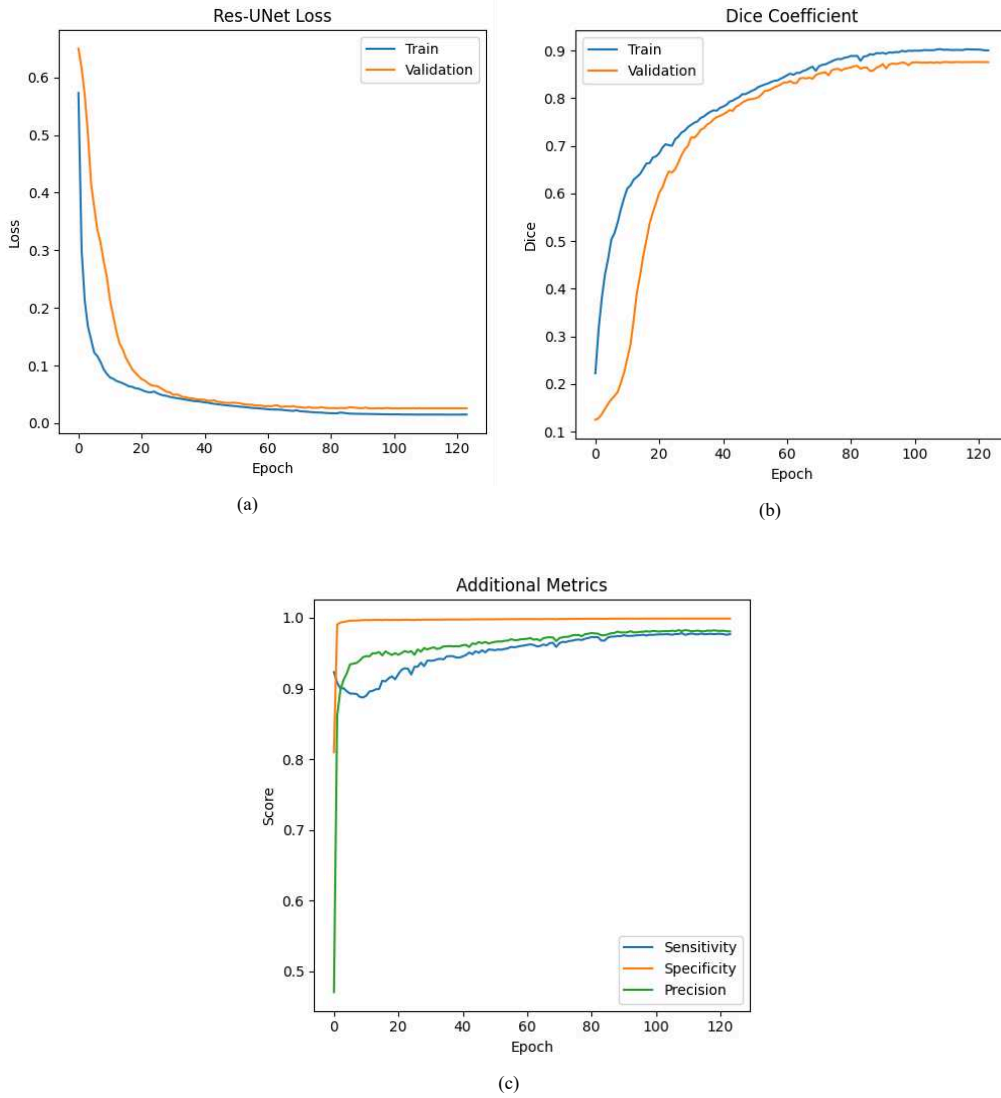 Res-UNet Loss
Train
Validation
0.6
0.5
0.4
0.3
0.2
0.1
0.0
Loss
0 20 40 60 80 100 120
Epoch
(a)
Dice Coefficient
Train
Validation
0.9
0.8
0.7
0.6
0.5
0.4
0.3
0.2
0.1
Dice
0 20 40 60 80 100 120
Epoch
(b)
Additional Metrics
1.0
0.9
0.8
0.7
0.6
0.5
Score
Sensitivity
Specificity
Precision
0 20 40 60 80 100 120
Epoch
(c)